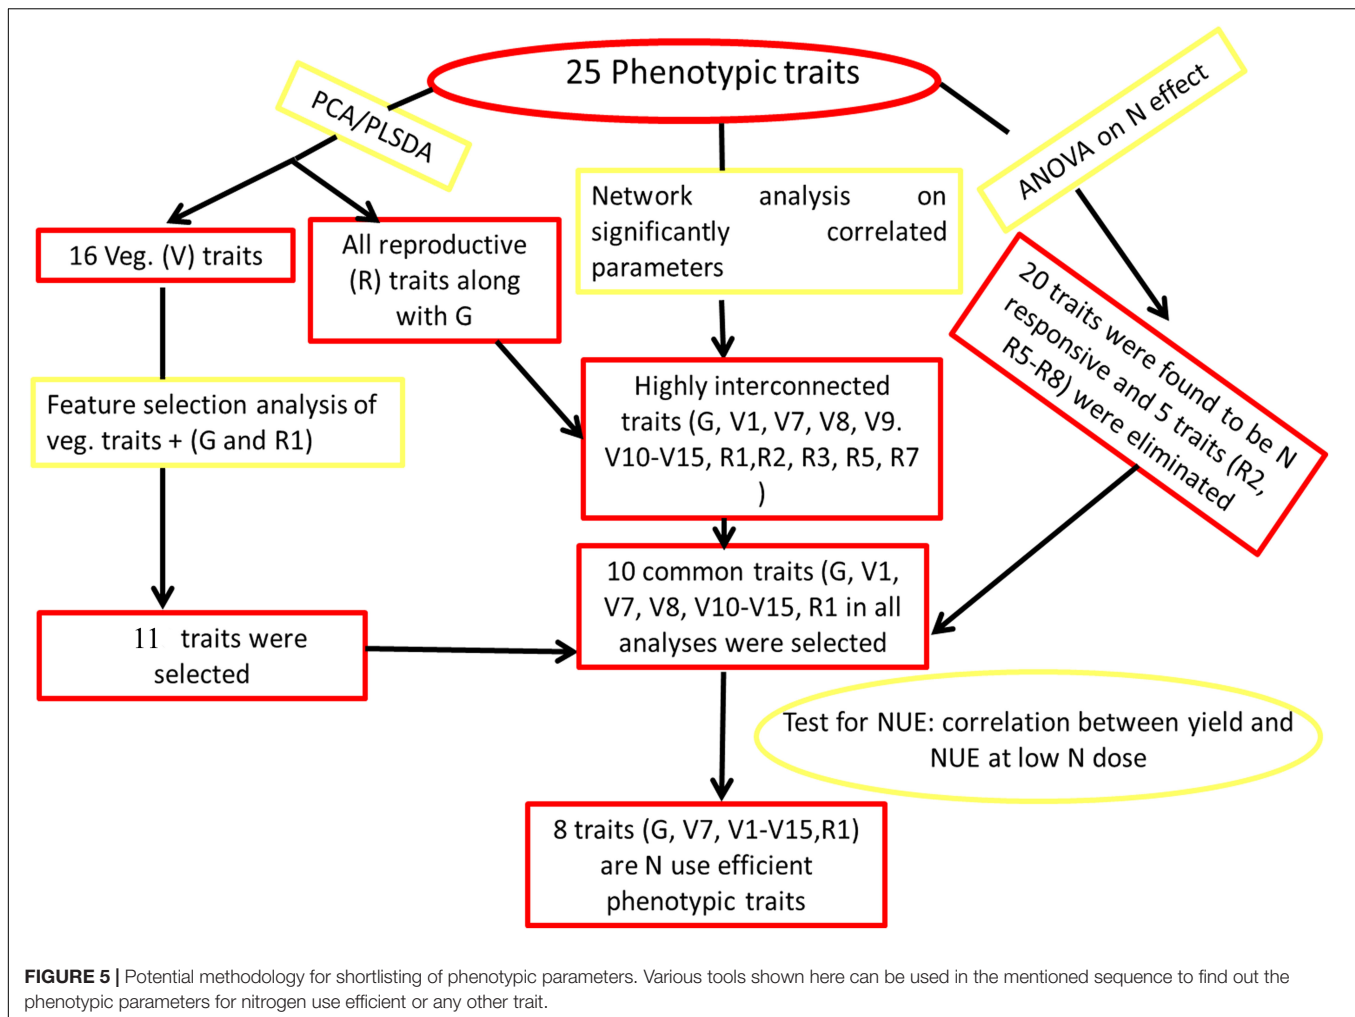 25 Phenotypic traits
PCA/PLSDA
ANOVA on N effect
Network analysis on
significantly correlated
parameters
16 Veg. (V) traits
All reproductive
(R) traits along
with G
20 traits were found to be N
responsive and 5 traits (R2,
R5-R8) were eliminated
Feature selection analysis of
veg. traits + (G and R1)
Highly interconnected
traits (G, V1, V7, V8, V9.
V10-V15, R1,R2, R3, R5, R7
)
10 common traits (G, V1,
V7, V8, V10-V15, R1 in all
analyses were selected
11 traits were
selected
Test for NUE: correlation between yield and
NUE at low N dose
8 traits (G, V7, V1-V15,R1)
are N use efficient
phenotypic traits
FIGURE 5 | Potential methodology for shortlisting of phenotypic parameters. Various tools shown here can be used in the mentioned sequence to find out the
phenotypic parameters for nitrogen use efficient or any other trait.